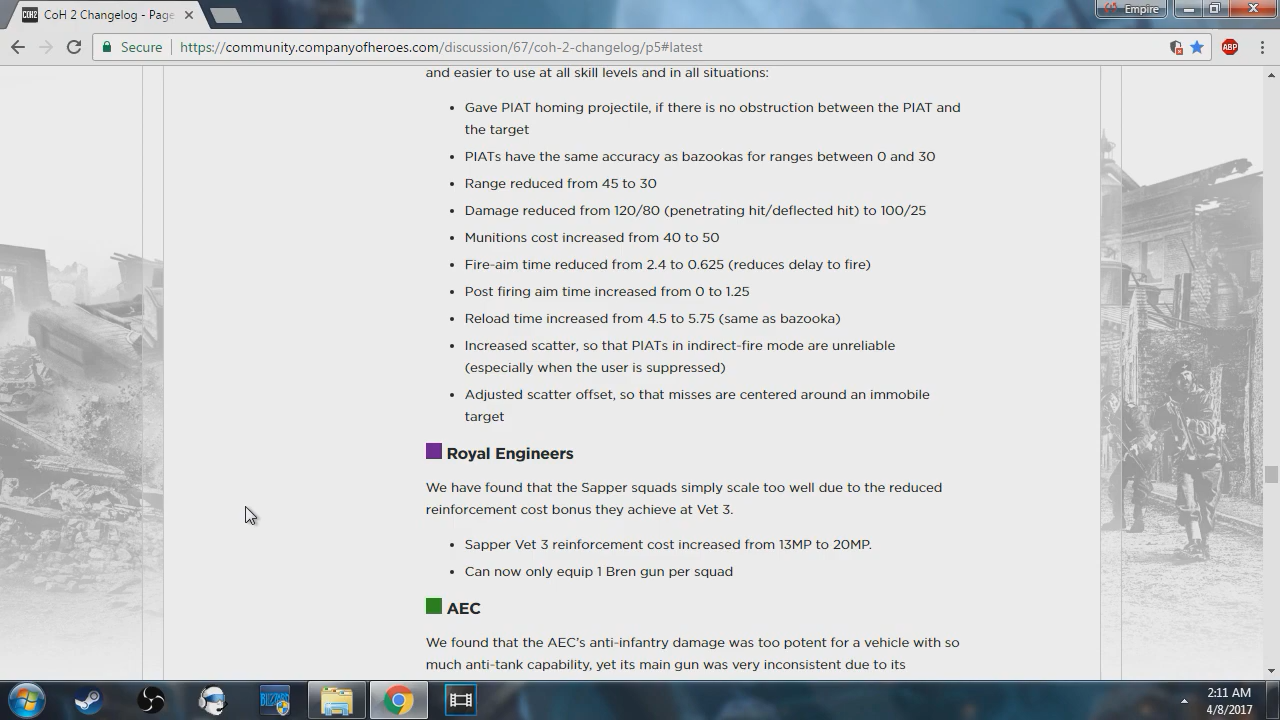 CoH 2 Changelog - Page
Empire
Secure
https://community.companyofheroes.com/discussion/67/coh-2-changelog/p5#latest
ABP
and easier to use at all skill levels and in all situations:
• Gave PIAT homing projectile, if there is no obstruction between the PIAT and
the target
• PIATs have the same accuracy as bazookas for ranges between 0 and 30
• Range reduced from 45 to 30
• Damage reduced from 120/80 (penetrating hit/deflected hit) to 100/25
• Munitions cost increased from 40 to 50
• Fire-aim time reduced from 2.4 to 0.625 (reduces delay to fire)
• Post firing aim time increased from 0 to 1.25
• Reload time increased from 4.5 to 5.75 (same as bazooka)
• Increased scatter, so that PIATs in indirect-fire mode are unreliable
(especially when the user is suppressed)
• Adjusted scatter offset, so that misses are centered around an immobile
target
Royal Engineers
We have found that the Sapper squads simply scale too well due to the reduced
reinforcement cost bonus they achieve at Vet 3.
• Sapper Vet 3 reinforcement cost increased from 13MP to 20MP.
• Can now only equip 1 Bren gun per squad
AEC
We found that the AEC's anti-infantry damage was too potent for a vehicle with so
much anti-tank capability, yet its main gun was very inconsistent due to its
2:11 AM
4/8/2017